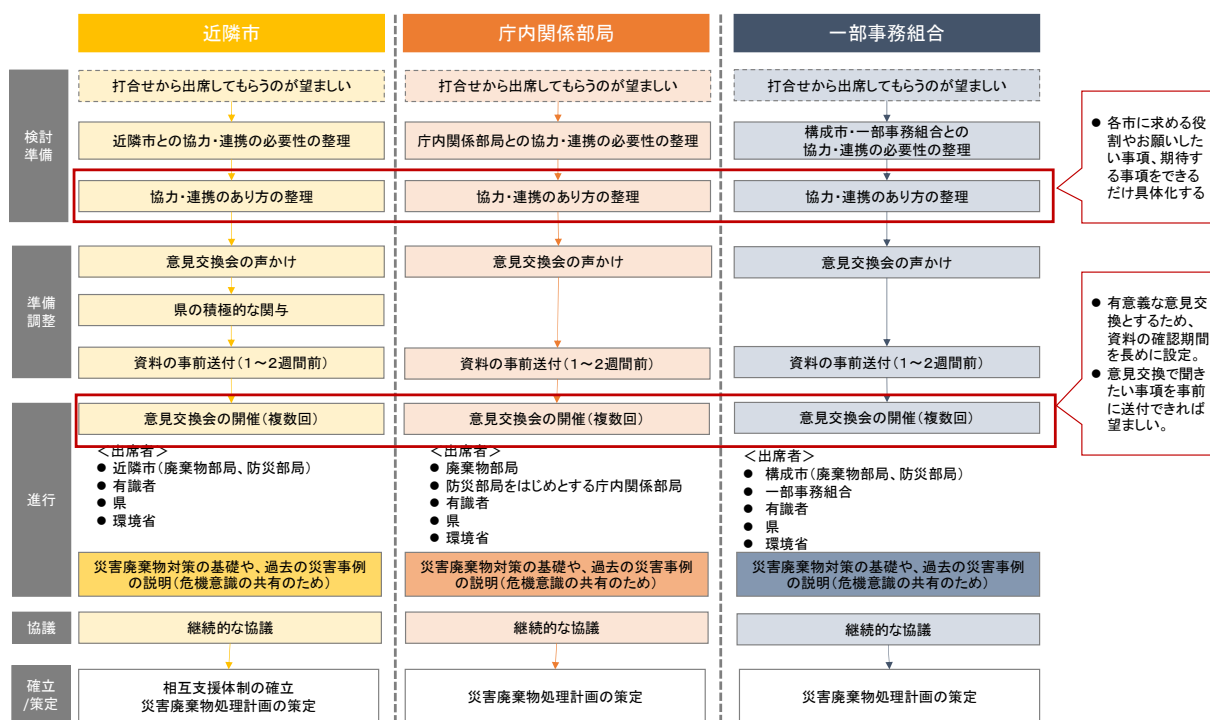 近隣市
庁内関係部局
一部事務組合
検討
準備
打合せから出席してもらうのが望ましい
打合せから出席してもらうのが望ましい
打合せから出席してもらうのが望ましい
近隣市との協力・連携の必要性の整理
庁内関係部局との協力・連携の必要性の整理
構成市・一部事務組合との
協力・連携の必要性の整理
協力・連携のあり方の整理
協力・連携のあり方の整理
協力・連携のあり方の整理
● 各市に求める役
割やお願いした
い事項、期待す
る事項をできる
だけ具体化する
準備
調整
意見交換会の声かけ
意見交換会の声かけ
意見交換会の声かけ
県の積極的な関与
資料の事前送付(1～2週間前)
資料の事前送付(1～2週間前)
資料の事前送付(1～2週間前)
● 有意義な意見交
換とするため、
資料の確認期間
を長めに設定。
● 意見交換で聞き
たい事項を事前
に送付できれば
望ましい。
進行
意見交換会の開催(複数回)
意見交換会の開催(複数回)
意見交換会の開催(複数回)
＜出席者＞
● 近隣市(廃棄物部局、防災部局)
● 有識者
● 県
● 環境省
＜出席者＞
● 廃棄物部局
● 防災部局をはじめとする庁内関係部局
● 有識者
● 県
● 環境省
＜出席者＞
● 構成市(廃棄物部局、防災部局)
● 一部事務組合
● 有識者
● 県
● 環境省
災害廃棄物対策の基礎や、過去の災害事例
の説明(危機意識の共有のため)
災害廃棄物対策の基礎や、過去の災害事例
の説明(危機意識の共有のため)
災害廃棄物対策の基礎や、過去の災害事例
の説明(危機意識の共有のため)
協議
継続的な協議
継続的な協議
継続的な協議
確立
/策定
相互支援体制の確立
災害廃棄物処理計画の策定
災害廃棄物処理計画の策定
災害廃棄物処理計画の策定